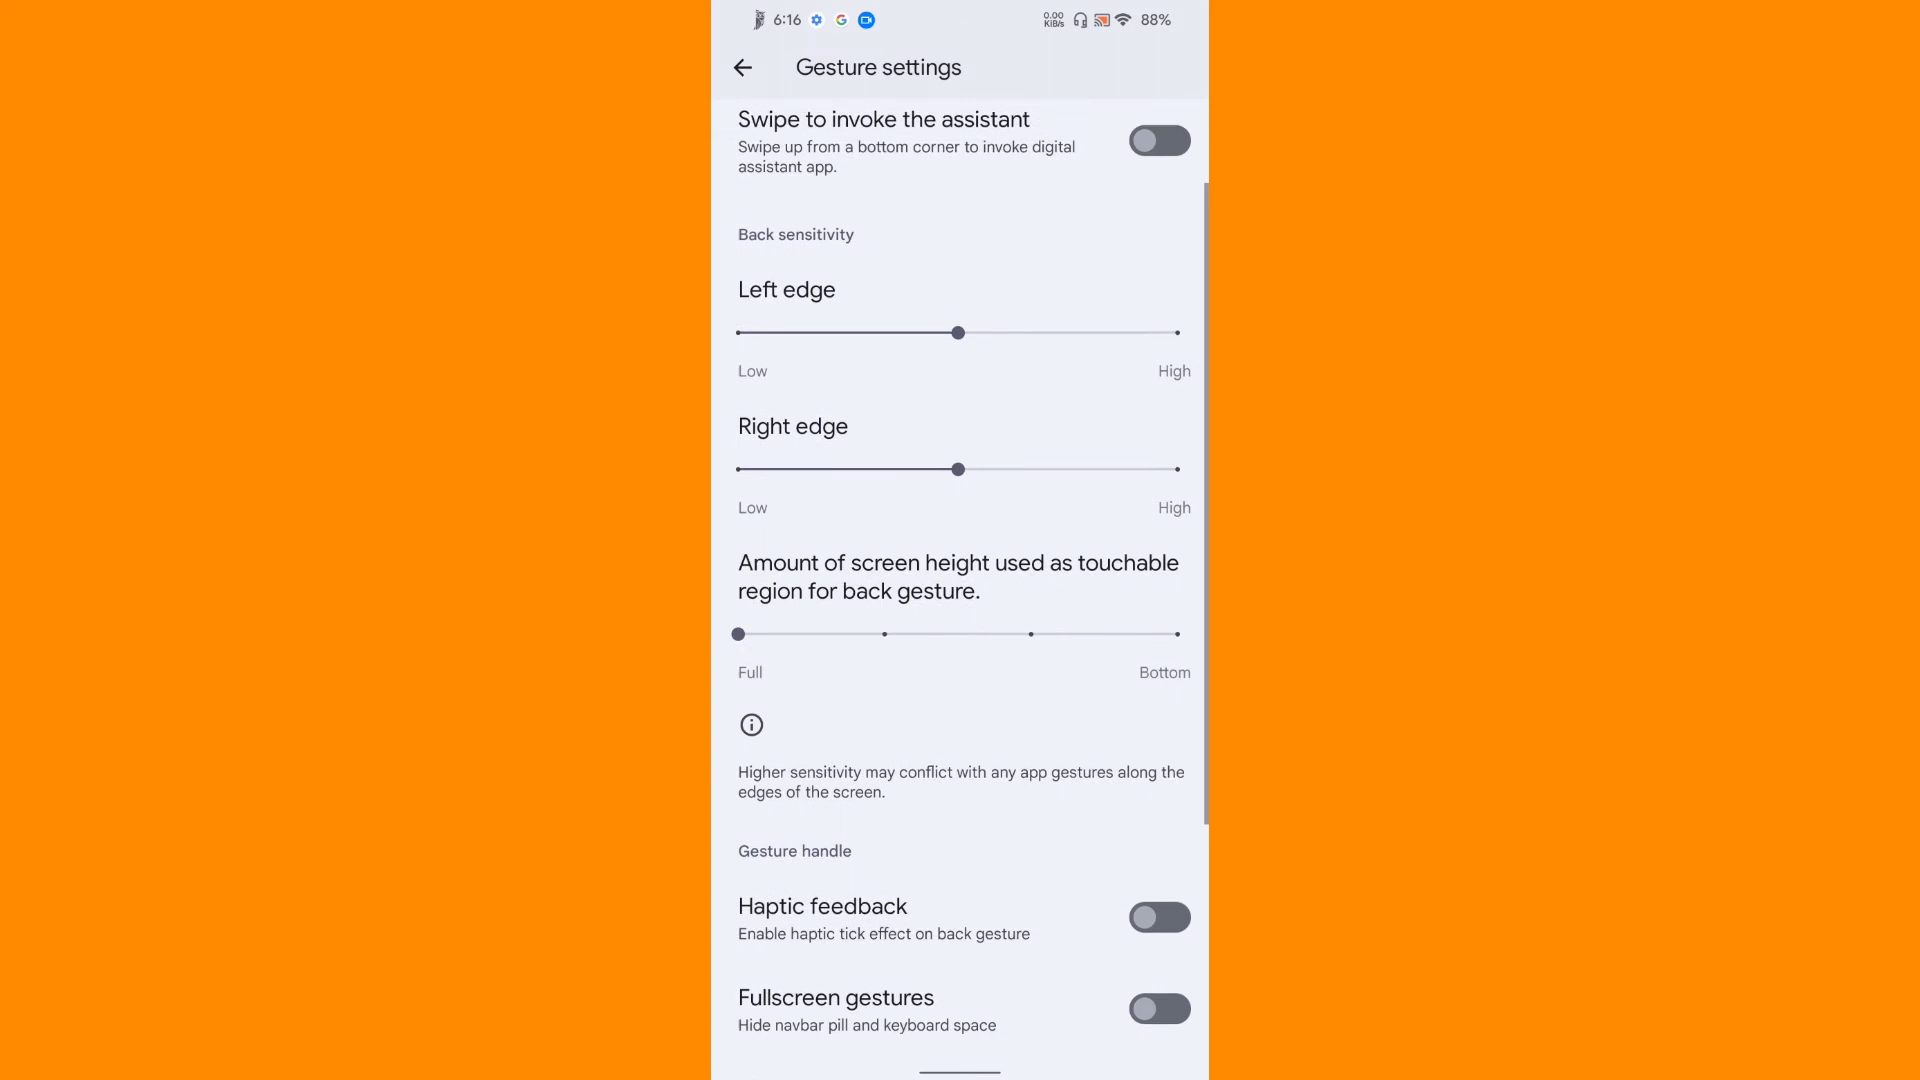 6:16
0.00
KiB/s
88%
Gesture settings
Swipe to invoke the assistant
Swipe up from a bottom corner to invoke digital
assistant app.
Back sensitivity
Left edge
Low
High
Right edge
Low
High
Amount of screen height used as touchable
region for back gesture.
Full
Bottom
Higher sensitivity may conflict with any app gestures along the
edges of the screen.
Gesture handle
Haptic feedback
Enable haptic tick effect on back gesture
Fullscreen gestures
Hide navbar pill and keyboard space